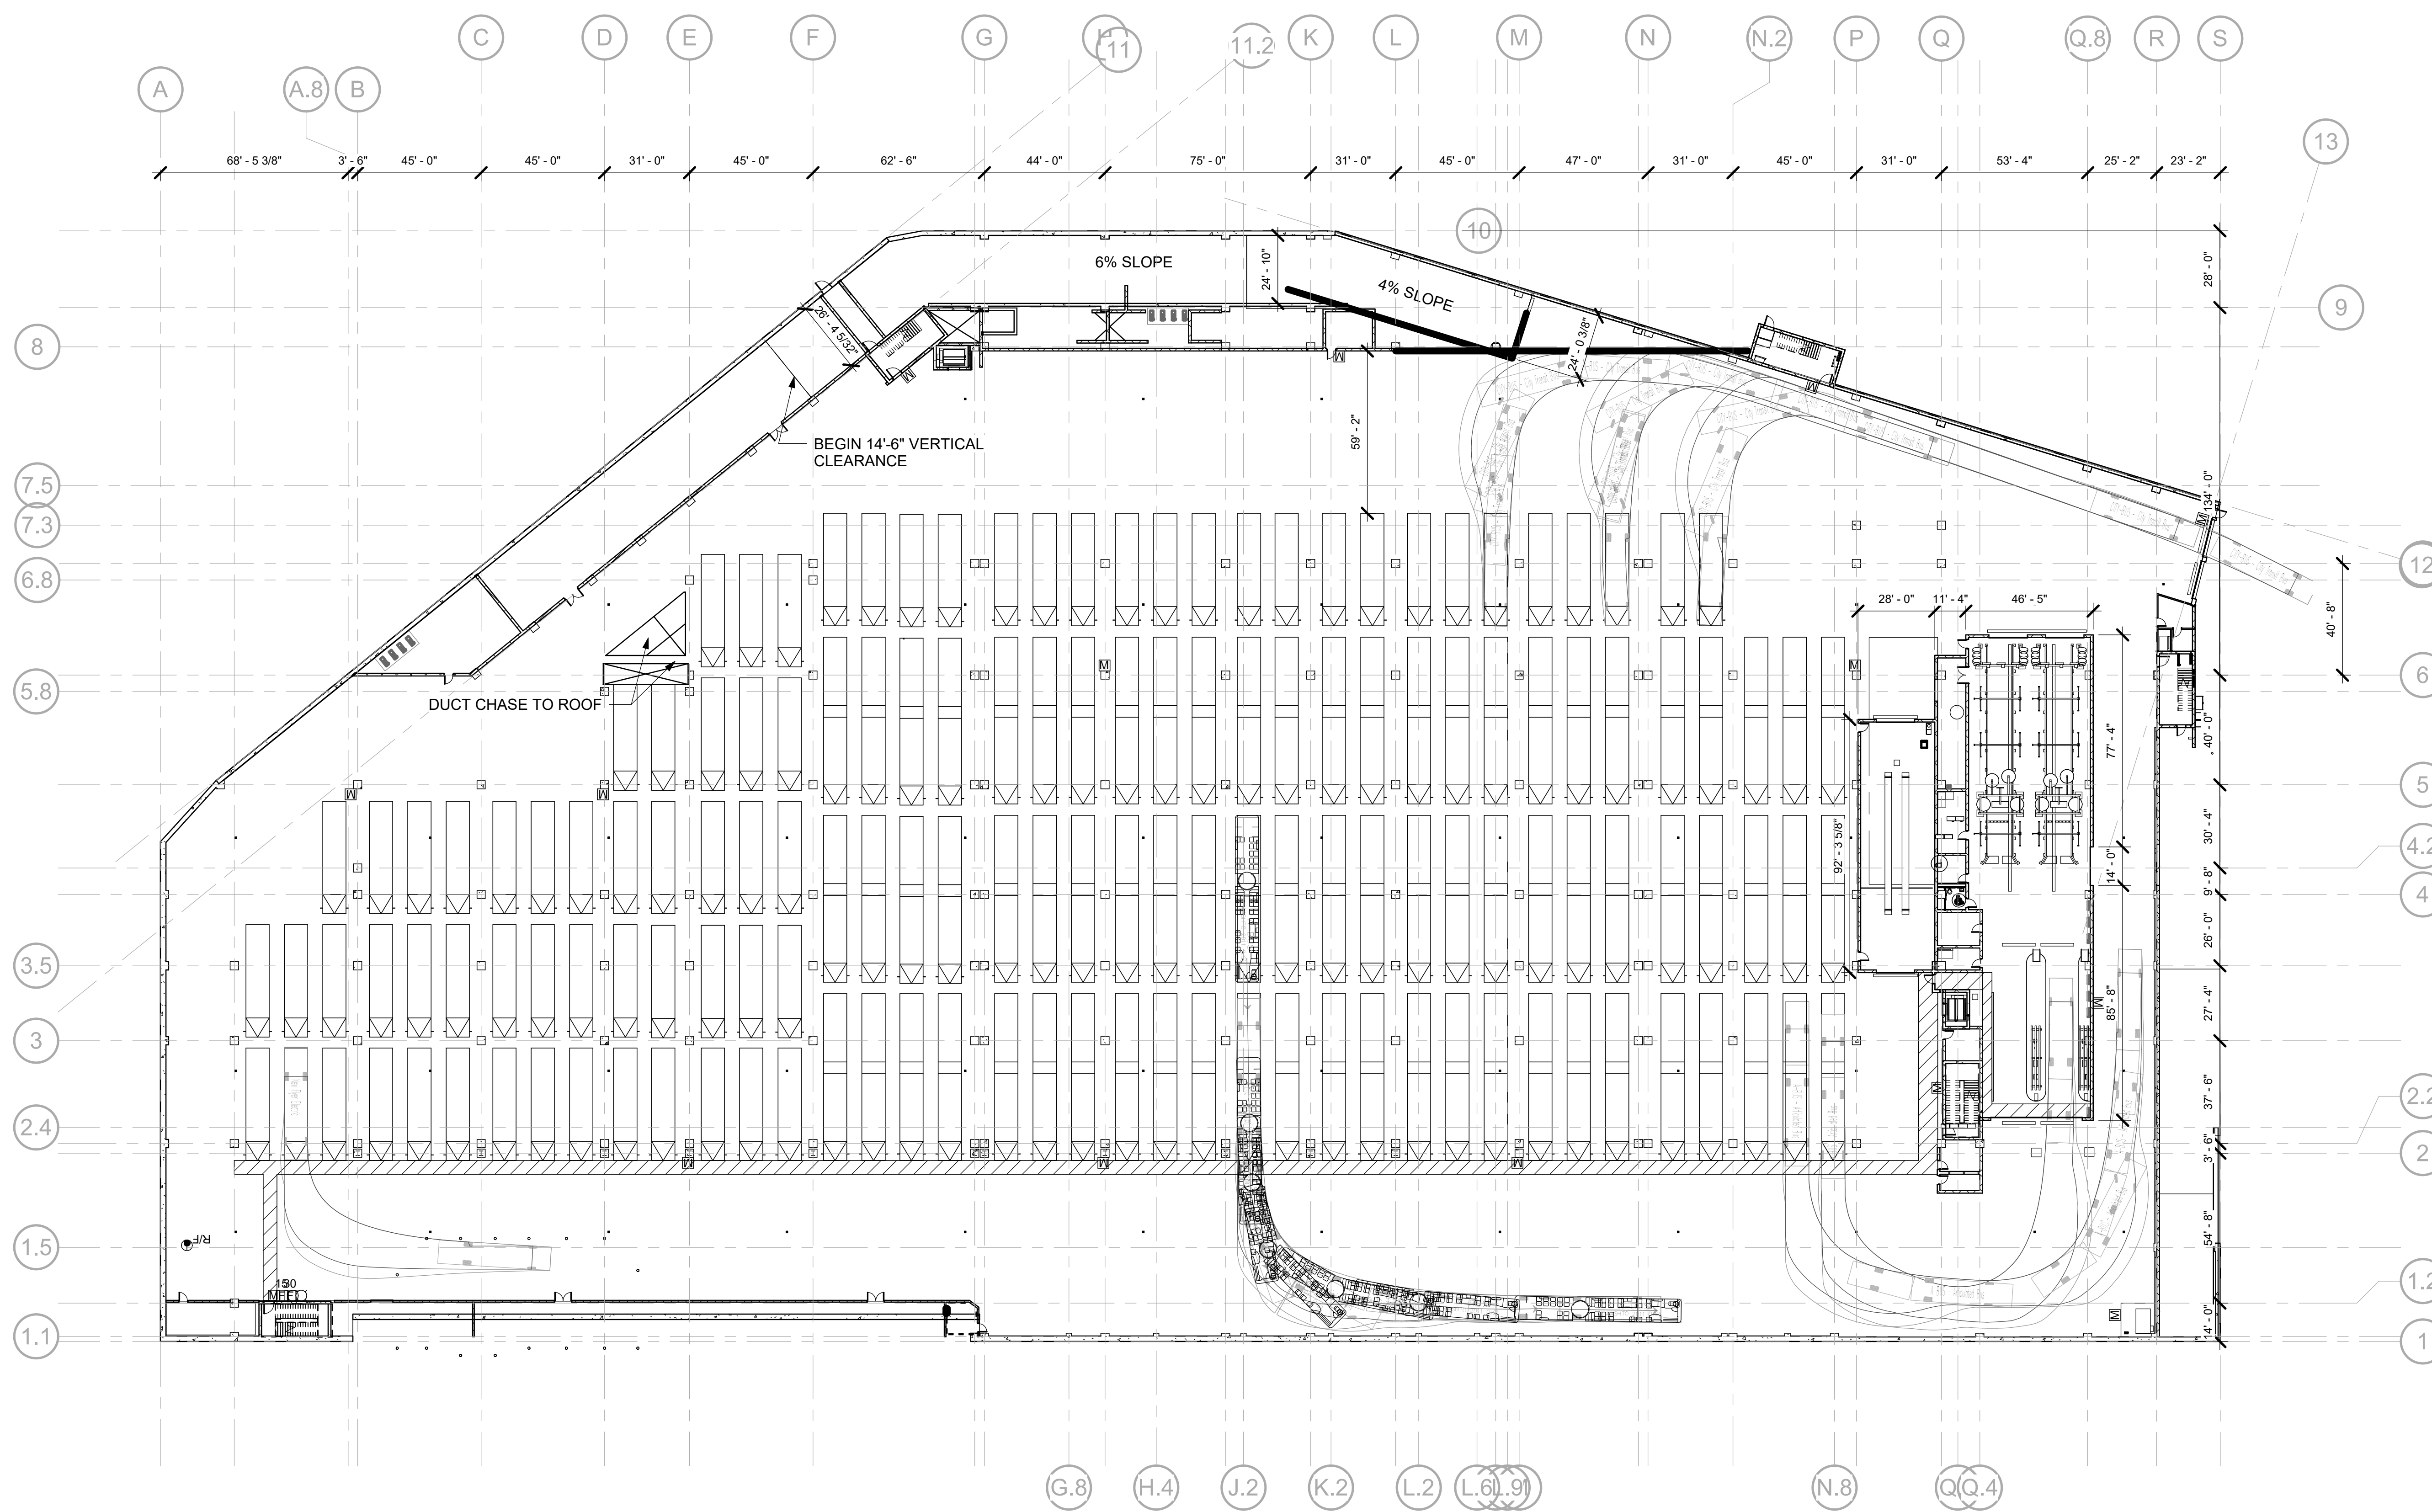 C
D
E
F
G
H
11
11.2
K
L
M
N
N.2
P
Q
Q.8
R
S
A
A.8
B
13
68' - 5 3/8"
3' - 6"
45' - 0"
45' - 0"
31' - 0"
45' - 0"
62' - 6"
44' - 0"
75' - 0"
31' - 0"
45' - 0"
47' - 0"
31' - 0"
45' - 0"
31' - 0"
53' - 4"
25' - 2"
23' - 2"
10
6% SLOPE
24' - 10"
4% SLOPE
28' - 0"
9
26' - 4 5/32"
24' - 0 3/8"
8
59' - 2"
BEGIN 14'-6" VERTICAL
CLEARANCE
7.5
7.3
134' - 0"
6.8
12
28' - 0"
11' - 4"
46' - 5"
40' - 8"
M
M
5.8
6
DUCT CHASE TO ROOF
40' - 0"
77' - 4"
5
M
M
30' - 4"
92' - 3 5/8"
14' - 0"
4.2
9' - 8"
4
26' - 0"
3.5
27' - 4"
85' - 8"
3
37' - 6"
2.4
2.2
3' - 6"
2
M
M
M
R/F
1.5
54' - 8"
1.2
14' - 0"
1.1
1
G.8
H.4
J.2
K.2
L.2
L.6
L.9
N.8
Q
Q.4